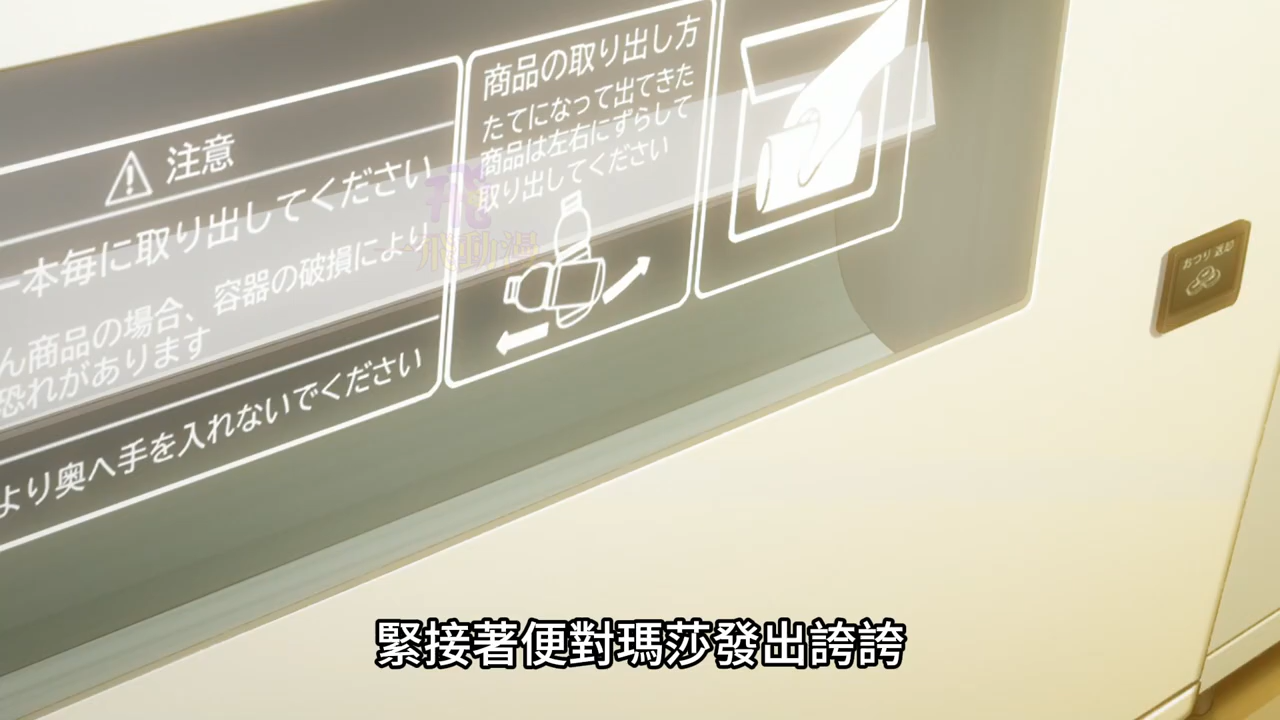 注意
一本毎に取り出してください
ん商品の場合、容器の破損により
恐れがあります
より奥へ手を入れないでください
商品の取り出し方
たてになって出てきた
商品は左右にずらして
取り出してください
飛
一飛動漫
おつり 返却
緊接著便對瑪莎發出誇誇